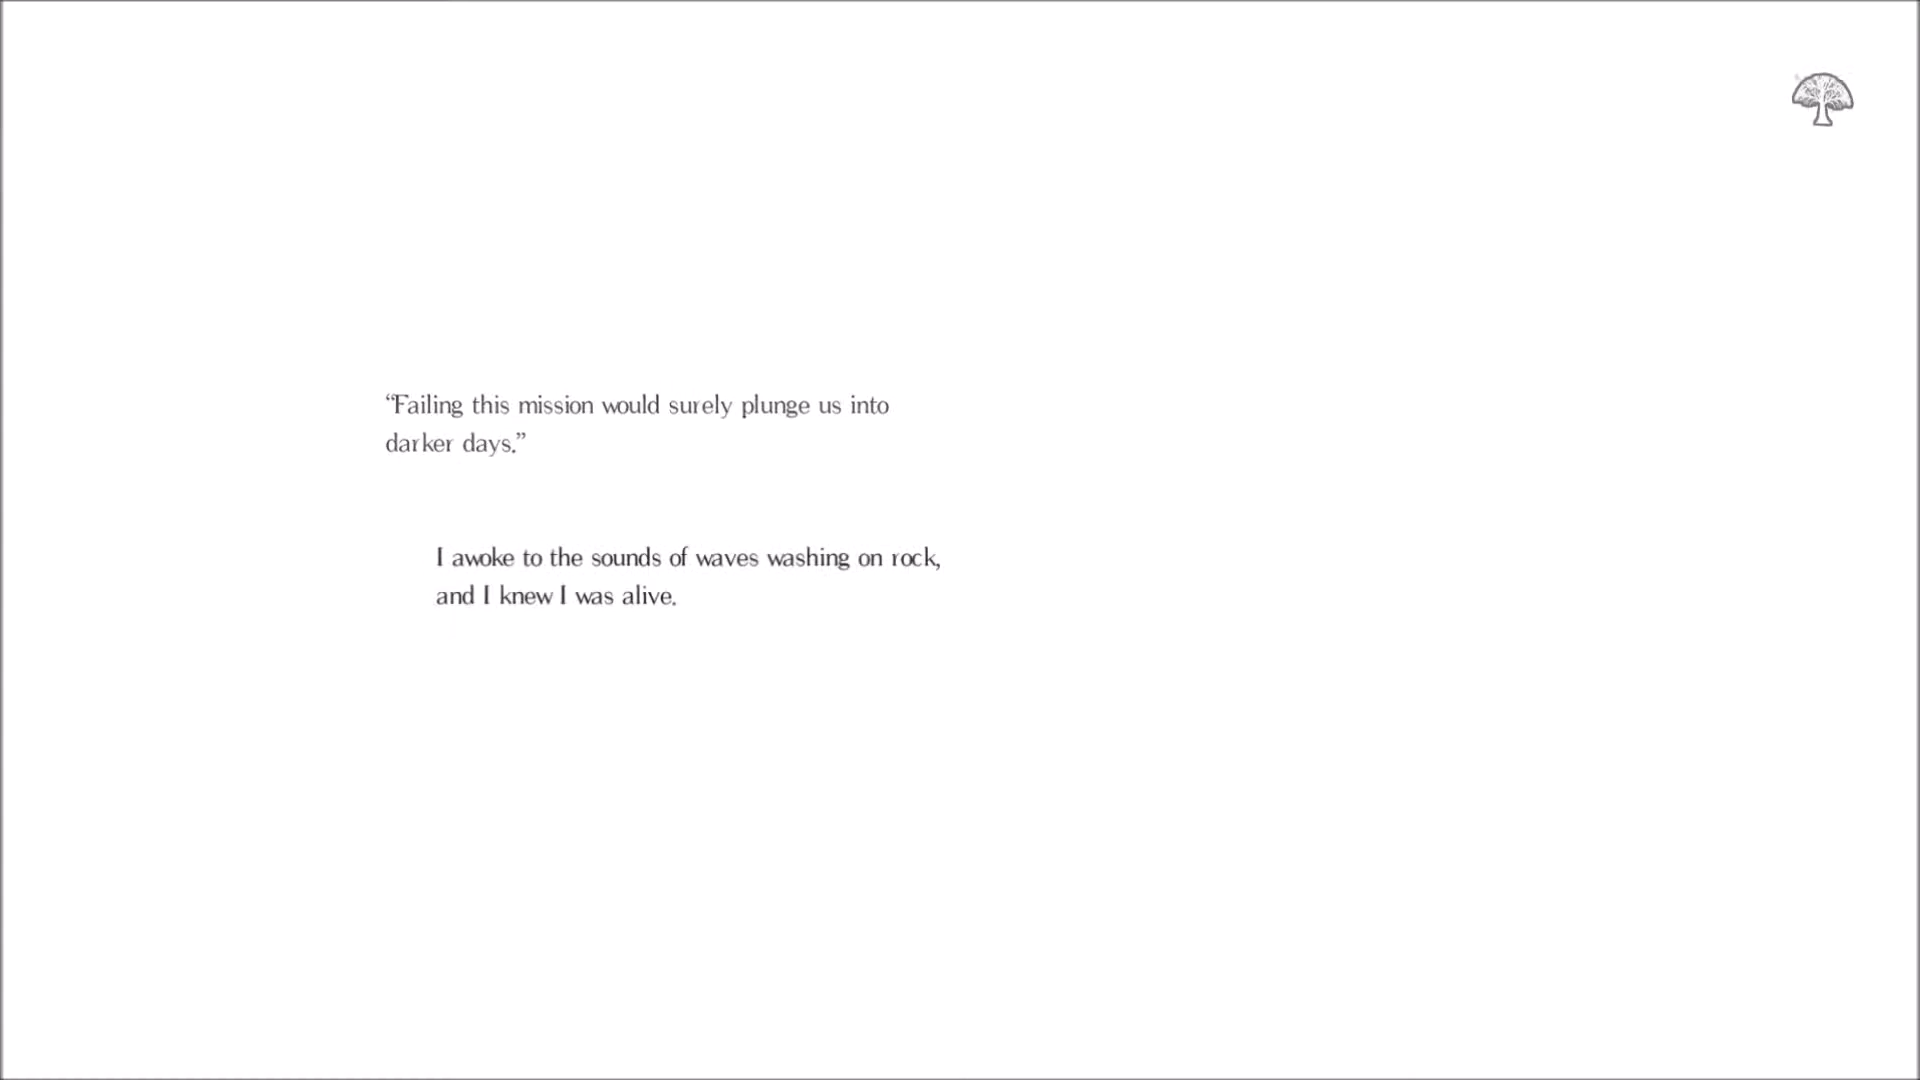 “Failing this mission would surely plunge us into
darker days.”
I awoke to the sounds of waves washing on rock,
and I knew I was alive.